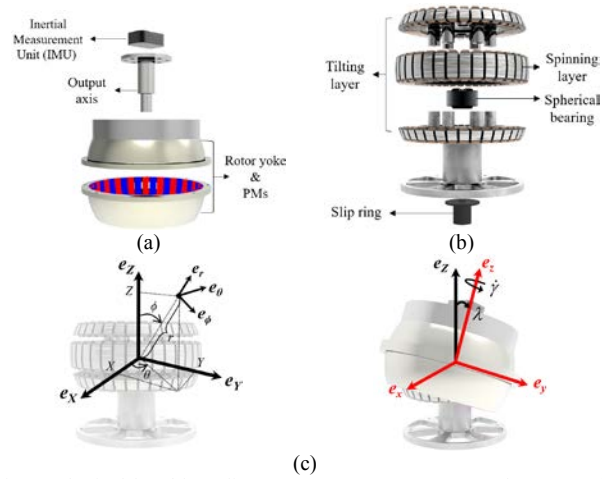 Inertial
Measurement
Unit (IMU)
Output
axis
Rotor yoke
&
PMs
(a)
Tilting
layer
Spinning
layer
Spherical
bearing
Slip ring
(b)
e_Z
Z
e_r
e_θ
e_ϕ
ϕ
r
X
θ
Y
e_X
e_Y
e_Z
e_z
γ̇
λ
e_x
e_y
(c)